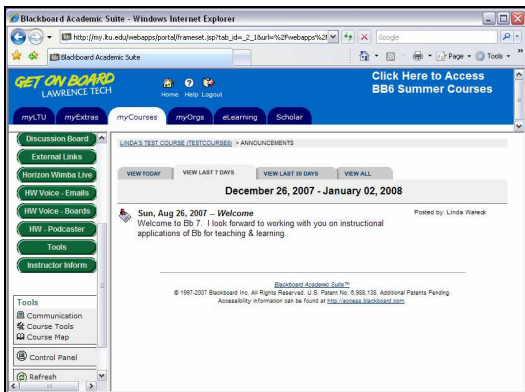 Blackboard Academic Suite - Windows Internet Explorer
http://my.ltu.edu/webapps/portal/frameset.jsp?tab_id=_2_1&url=%2Fwebapps%2f
Google
Blackboard Academic Suite
Page
Tools
GET ON BOARD
LAWRENCE TECH
Home Help Logout
Click Here to Access
BB6 Summer Courses
myLTU myExtras myCourses myOrgs eLearning Scholar
Discussion Board
External Links
Horizon Wimba Live
HW Voice - Emails
HW Voice - Boards
HW - Podcaster
Tools
Instructor Inform
Tools
Communication
Course Tools
Course Map
Control Panel
Refresh
LINDA'S TEST COURSE (TESTCOURSES) > ANNOUNCEMENTS
VIEW TODAY VIEW LAST 7 DAYS VIEW LAST 30 DAYS VIEW ALL
December 26, 2007 - January 02, 2008
Sun, Aug 26, 2007 -- Welcome Posted by: Linda Wareck
Welcome to Bb 7. I look forward to working with you on instructional
applications of Bb for teaching & learning.
Blackboard Academic Suite™
© 1997-2007 Blackboard Inc. All Rights Reserved. U.S. Patent No. 6,988,138. Additional Patents Pending.
Accessibility information can be found at http://access.blackboard.com.